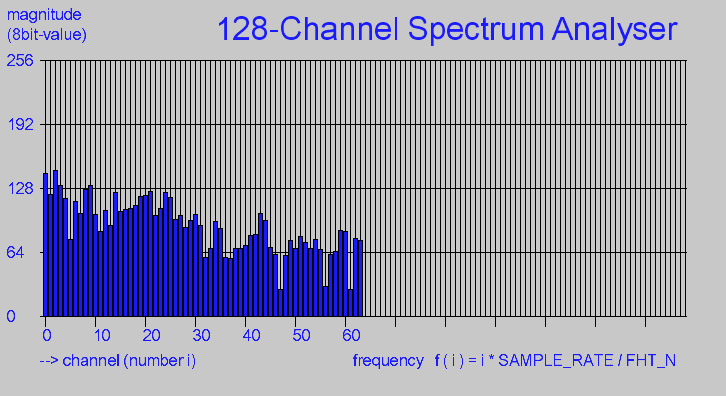 magnitude
(8bit-value)
128-Channel Spectrum Analyser
256
192
128
64
0
0 10 20 30 40 50 60
--> channel (number i) frequency f ( i ) = i * SAMPLE_RATE / FHT_N